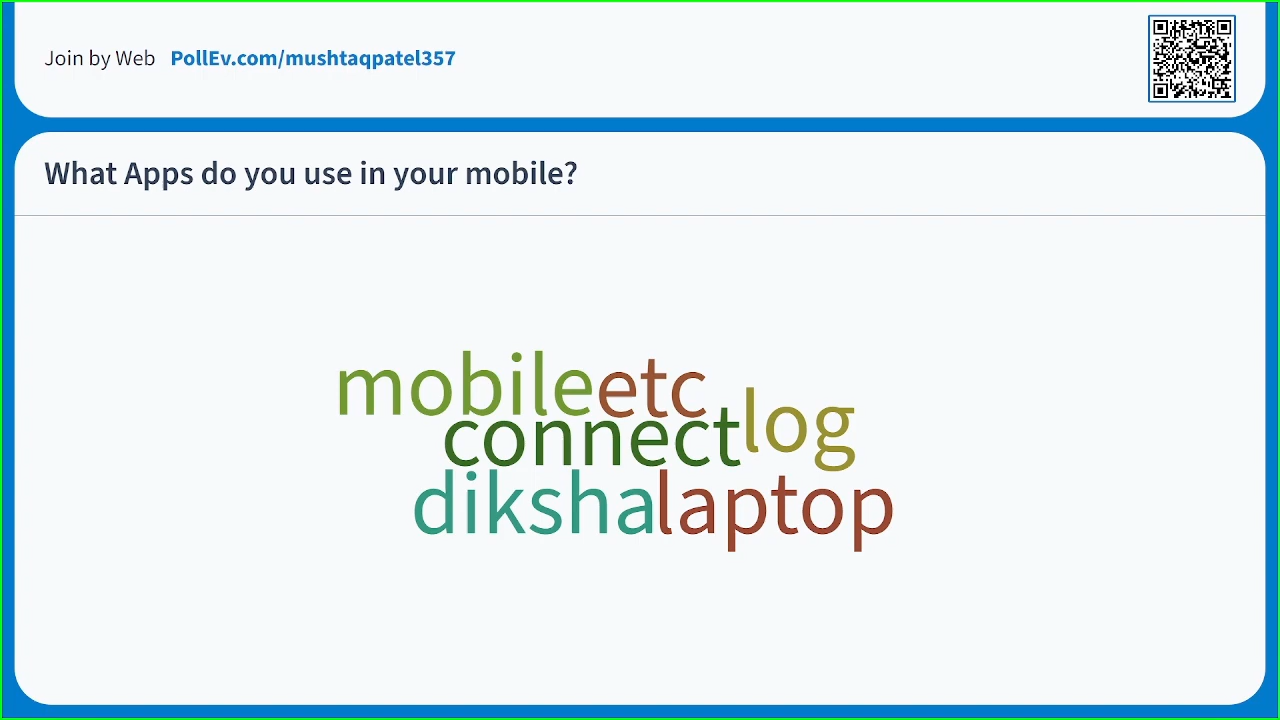 Join by Web PollEv.com/mushtaqpatel357
What Apps do you use in your mobile?
mobile etc
connect log
diksha laptop